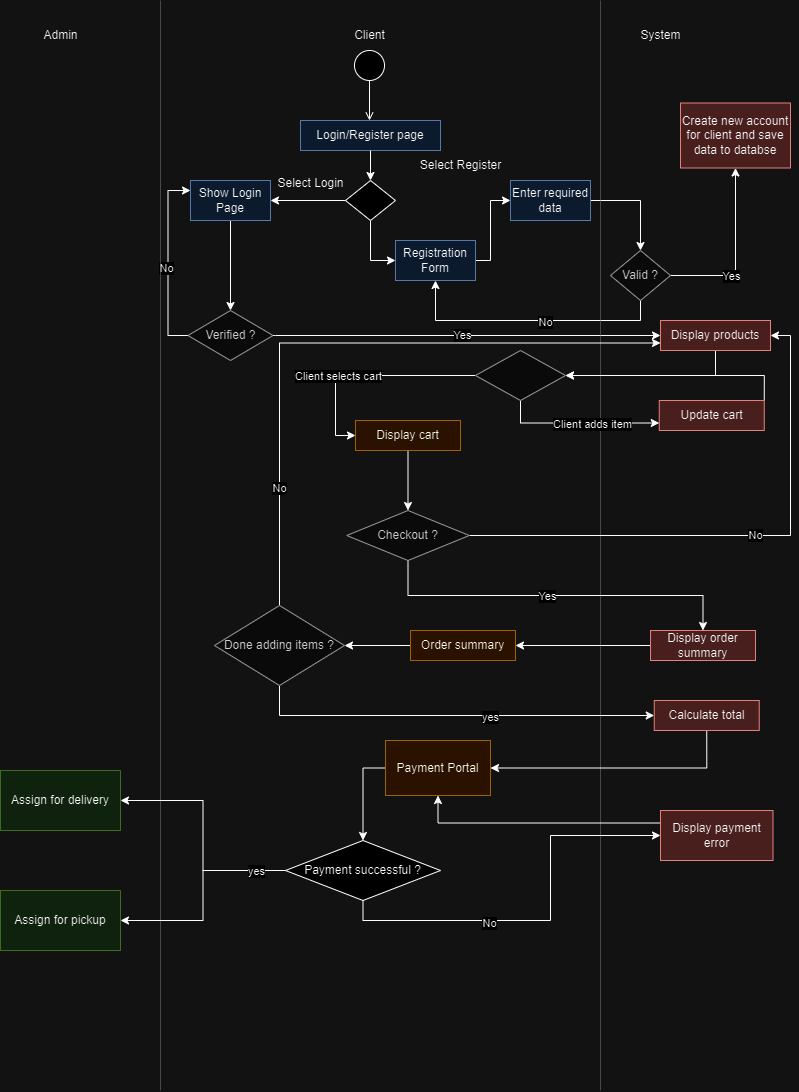 Admin
Client
System
Create new account
for client and save
data to databse
Login/Register page
Select Register
Select Login
Show Login
Page
Enter required
data
Registration
Form
No
Valid ?
Yes
No
Verified ?
Yes
Display products
Client selects cart
Update cart
Client adds item
Display cart
No
Checkout ?
No
Yes
Done adding items ?
Order summary
Display order
summary
yes
Calculate total
Payment Portal
Assign for delivery
Display payment
error
yes
Payment successful ?
Assign for pickup
No